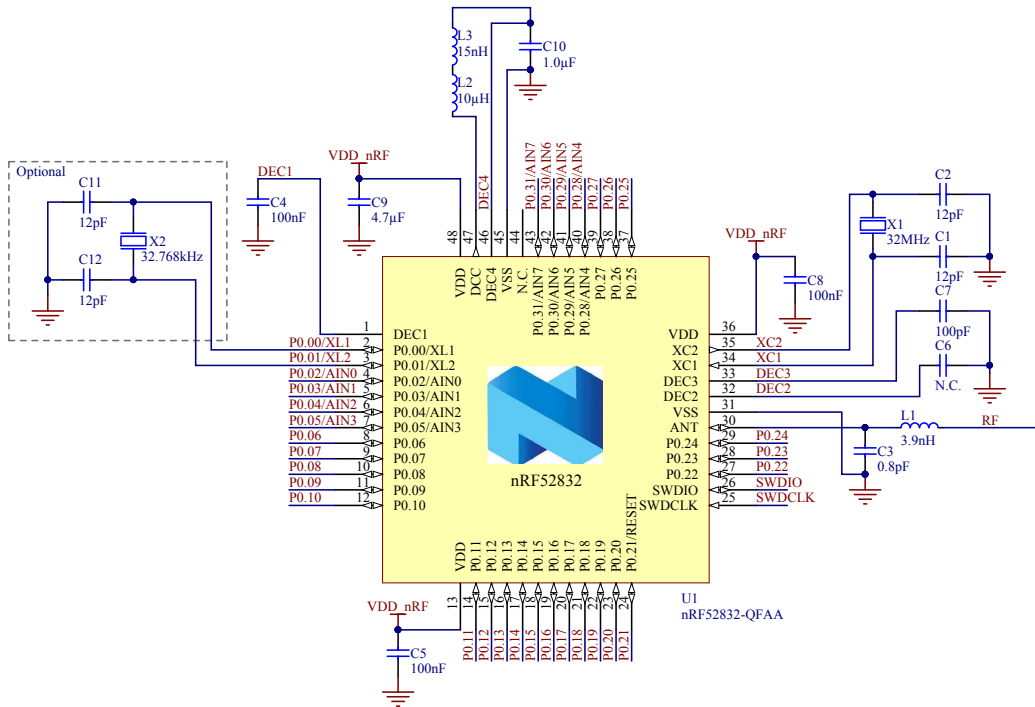 L3
15nH
L2
10µH
C10
1.0µF
Optional
C11
12pF
X2
32.768kHz
C12
12pF
DEC1
C4
100nF
VDD_nRF
C9
4.7µF
DEC4
P0.31/AIN7
P0.30/AIN6
P0.29/AIN5
P0.28/AIN4
P0.27
P0.26
P0.25
48
47
46
45
44
43
42
41
40
39
38
37
VDD
DCC
DEC4
VSS
N.C.
P0.31/AIN7
P0.30/AIN6
P0.29/AIN5
P0.28/AIN4
P0.27
P0.26
P0.25
C2
12pF
X1
32MHz
C1
12pF
VDD_nRF
C8
100nF
C7
100pF
C6
N.C.
1 DEC1
P0.00/XL1 2 P0.00/XL1
P0.01/XL2 3 P0.01/XL2
P0.02/AIN0 4 P0.02/AIN0
P0.03/AIN1 5 P0.03/AIN1
P0.04/AIN2 6 P0.04/AIN2
P0.05/AIN3 7 P0.05/AIN3
P0.06 8 P0.06
P0.07 9 P0.07
P0.08 10 P0.08
P0.09 11 P0.09
P0.10 12 P0.10
nRF52832
VDD 36
XC2 35 XC2
XC1 34 XC1
DEC3 33 DEC3
DEC2 32 DEC2
VSS 31
ANT 30
P0.24 29 P0.24
P0.23 28 P0.23
P0.22 27 P0.22
SWDIO 26 SWDIO
SWDCLK 25 SWDCLK
L1
3.9nH
RF
C3
0.8pF
VDD
P0.11
P0.12
P0.13
P0.14
P0.15
P0.16
P0.17
P0.18
P0.19
P0.20
P0.21/RESET
13
14
15
16
17
18
19
20
21
22
23
24
P0.11
P0.12
P0.13
P0.14
P0.15
P0.16
P0.17
P0.18
P0.19
P0.20
P0.21
VDD_nRF
C5
100nF
U1
nRF52832-QFAA